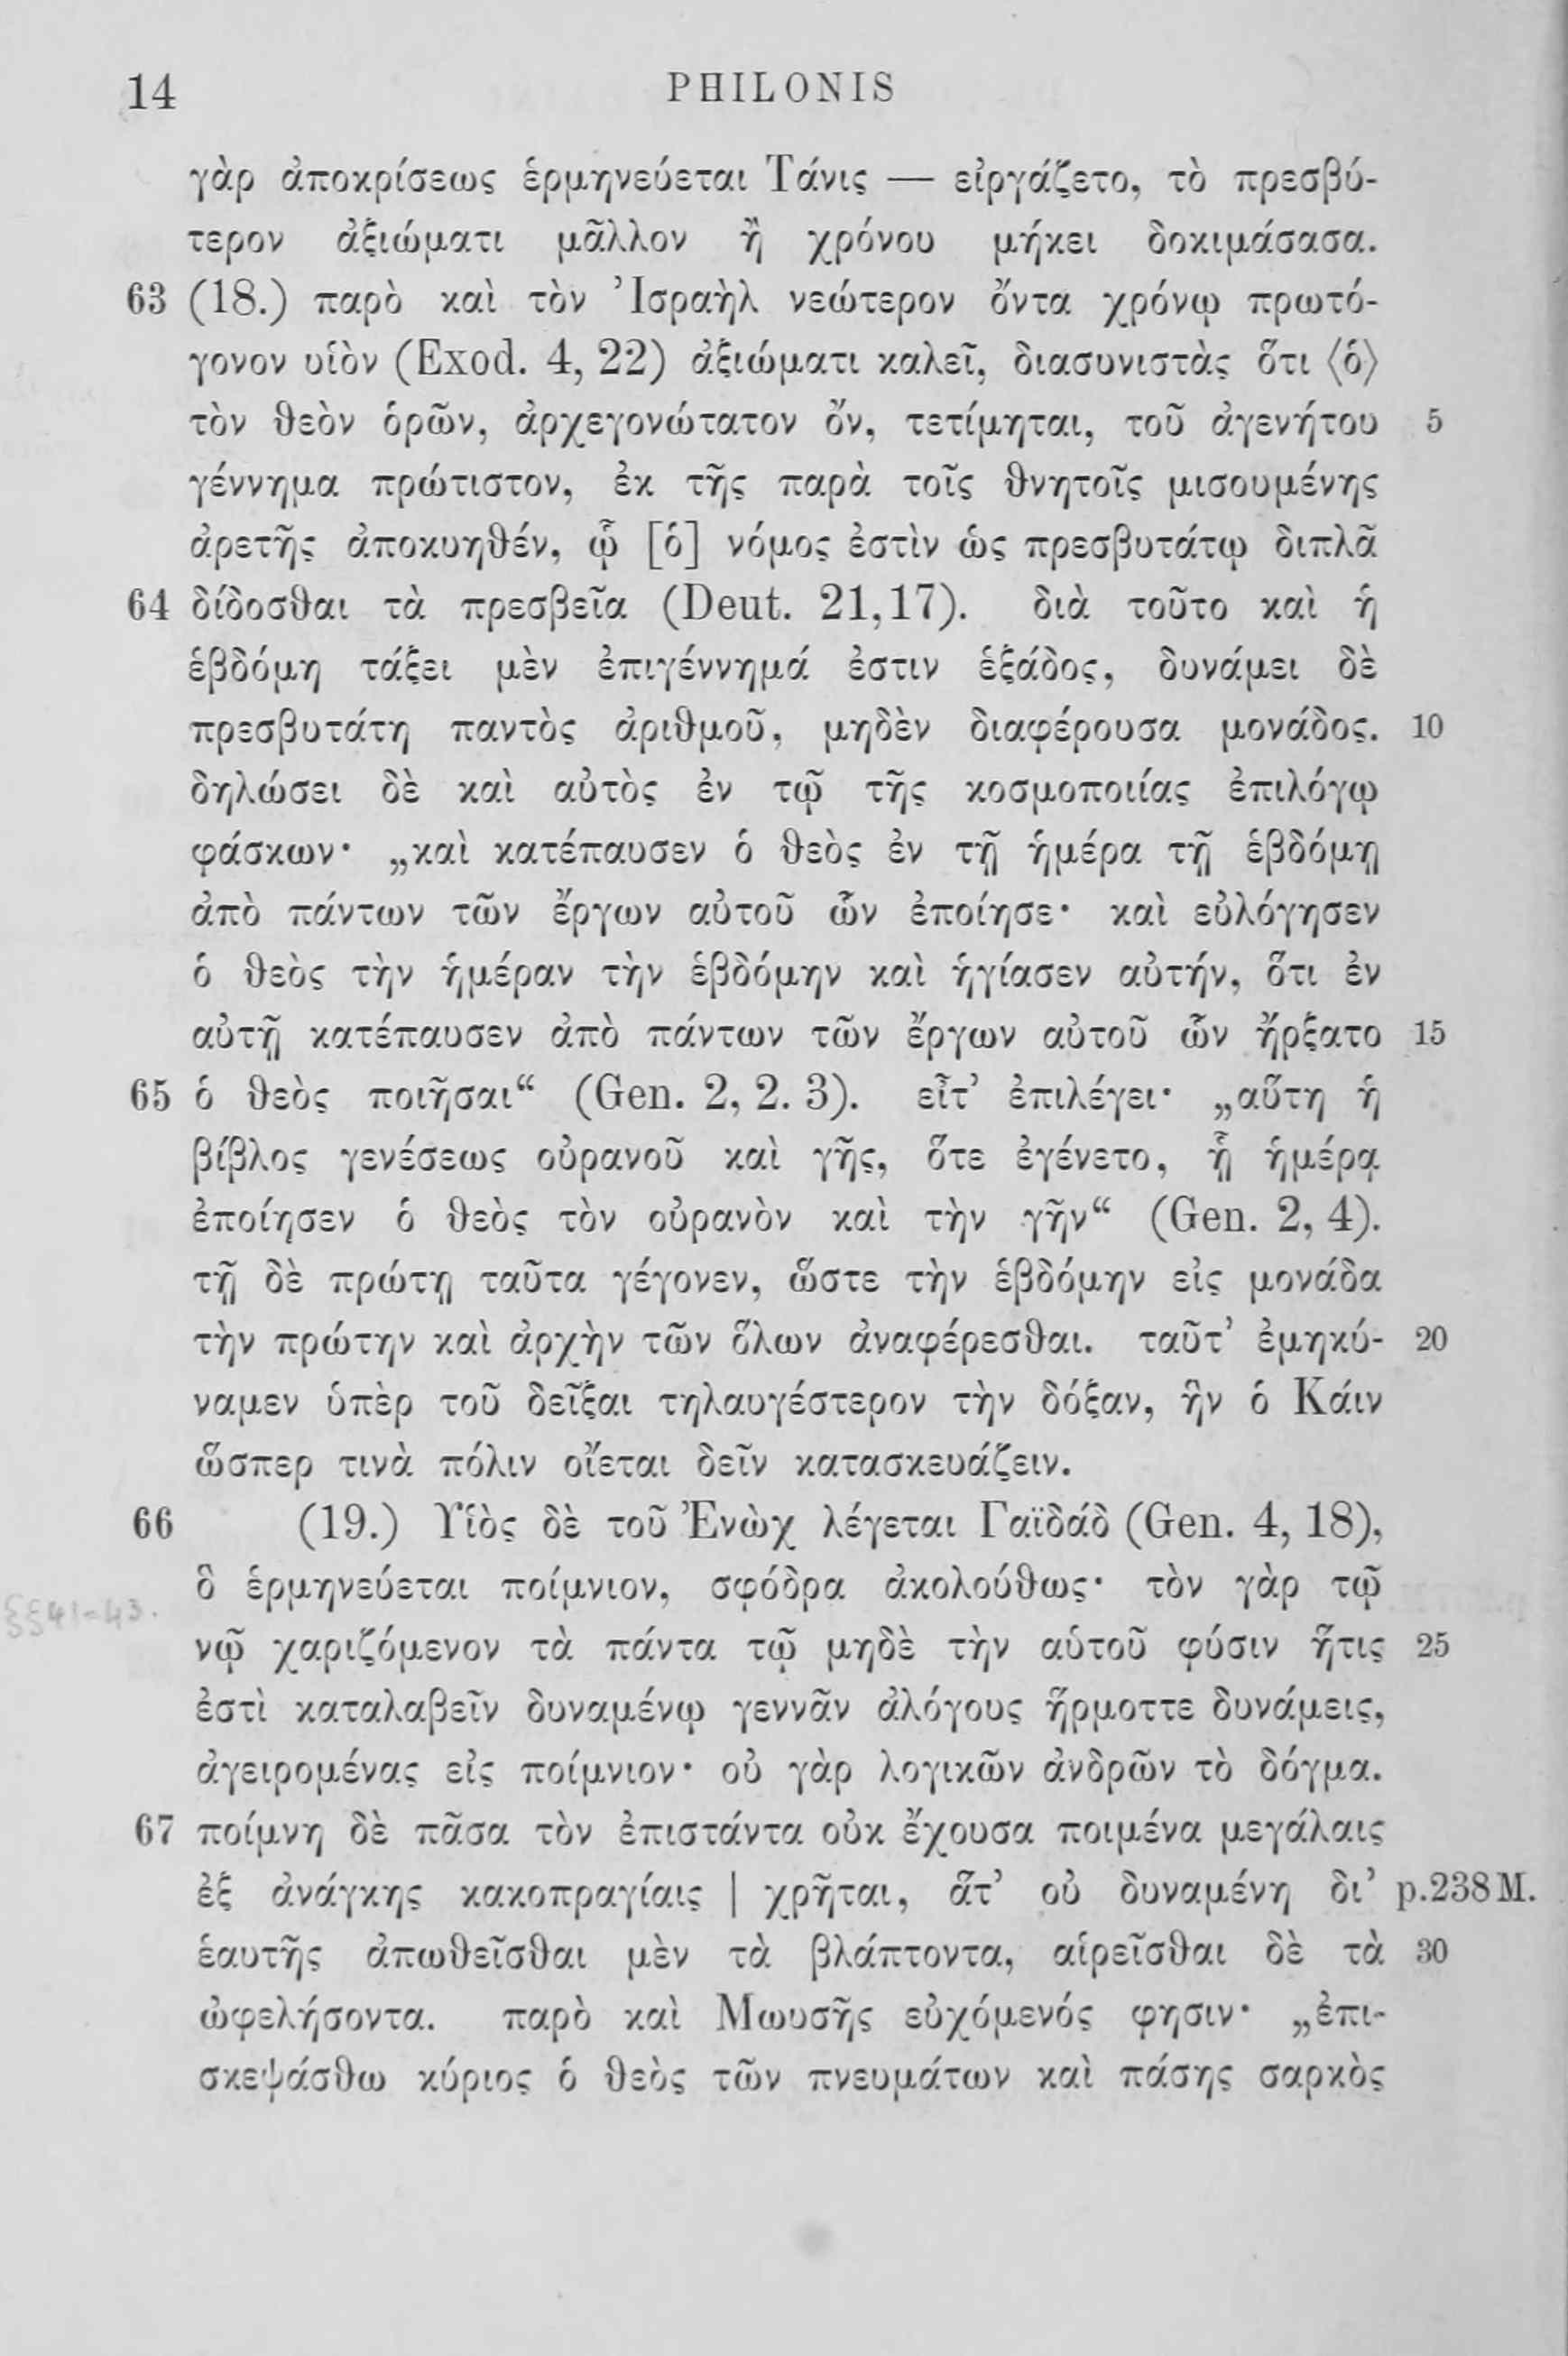 14 PHILONIS
γὰρ ἀποκρίσεως ἑρμηνεύεται Τάνις — εἰργάζετο, τὸ πρεσβύ-
τερον ἀξιώματι μᾶλλον ἢ χρόνου μήκει δοκιμάσασα.
63 (18.) παρὸ καὶ τὸν Ἰσραὴλ νεώτερον ὄντα χρόνῳ πρωτό-
γονον υἱὸν (Exod. 4, 22) ἀξιώματι καλεῖ, διασυνιστὰς ὅτι ⟨ὁ⟩
τὸν θεὸν ὁρῶν, ἀρχεγονώτατον ὄν, τετίμηται, τοῦ ἀγενήτου 5
γέννημα πρώτιστον, ἐκ τῆς παρὰ τοῖς θνητοῖς μισουμένης
ἀρετῆς ἀποκυηθέν, ᾧ [ὁ] νόμος ἐστὶν ὡς πρεσβυτάτῳ διπλᾶ
64 δίδοσθαι τὰ πρεσβεῖα (Deut. 21,17). διὰ τοῦτο καὶ ἡ
ἑβδόμη τάξει μὲν ἐπιγέννημά ἐστιν ἑξάδος, δυνάμει δὲ
πρεσβυτάτη παντὸς ἀριθμοῦ, μηδὲν διαφέρουσα μονάδος. 10
δηλώσει δὲ καὶ αὐτὸς ἐν τῷ τῆς κοσμοποιίας ἐπιλόγῳ
φάσκων· „καὶ κατέπαυσεν ὁ θεὸς ἐν τῇ ἡμέρα τῇ ἑβδόμῃ
ἀπὸ πάντων τῶν ἔργων αὐτοῦ ὧν ἐποίησε· καὶ εὐλόγησεν
ὁ θεὸς τὴν ἡμέραν τὴν ἑβδόμην καὶ ἡγίασεν αὐτήν, ὅτι ἐν
αὐτῇ κατέπαυσεν ἀπὸ πάντων τῶν ἔργων αὐτοῦ ὧν ἤρξατο 15
65 ὁ θεὸς ποιῆσαι“ (Gen. 2, 2. 3). εἶτ’ ἐπιλέγει· „αὕτη ἡ
βίβλος γενέσεως οὐρανοῦ καὶ γῆς, ὅτε ἐγένετο, ᾗ ἡμέρᾳ
ἐποίησεν ὁ θεὸς τὸν οὐρανὸν καὶ τὴν γῆν“ (Gen. 2, 4).
τῇ δὲ πρώτῃ ταῦτα γέγονεν, ὥστε τὴν ἑβδόμην εἰς μονάδα
τὴν πρώτην καὶ ἀρχὴν τῶν ὅλων ἀναφέρεσθαι. ταῦτ’ ἐμηκύ- 20
ναμεν ὑπὲρ τοῦ δεῖξαι τηλαυγέστερον τὴν δόξαν, ἣν ὁ Κάιν
ὥσπερ τινὰ πόλιν οἴεται δεῖν κατασκευάζειν.
66 (19.) Υἱὸς δὲ τοῦ Ἐνὼχ λέγεται Γαϊδάδ (Gen. 4, 18),
ὃ ἑρμηνεύεται ποίμνιον, σφόδρα ἀκολούθως· τὸν γὰρ τῷ
§§41-43.
νῷ χαριζόμενον τὰ πάντα τῷ μηδὲ τὴν αὑτοῦ φύσιν ἥτις 25
ἐστὶ καταλαβεῖν δυναμένῳ γεννᾶν ἀλόγους ἥρμοττε δυνάμεις,
ἀγειρομένας εἰς ποίμνιον· οὐ γὰρ λογικῶν ἀνδρῶν τὸ δόγμα.
67 ποίμνη δὲ πᾶσα τὸν ἐπιστάντα οὐκ ἔχουσα ποιμένα μεγάλαις
ἐξ ἀνάγκης κακοπραγίαις | χρῆται, ἅτ’ οὐ δυναμένη δι’ p.238M.
ἑαυτῆς ἀπωθεῖσθαι μὲν τὰ βλάπτοντα, αἱρεῖσθαι δὲ τὰ 30
ὠφελήσοντα. παρὸ καὶ Μωυσῆς εὐχόμενός φησιν· „ἐπι-
σκεψάσθω κύριος ὁ θεὸς τῶν πνευμάτων καὶ πάσης σαρκὸς